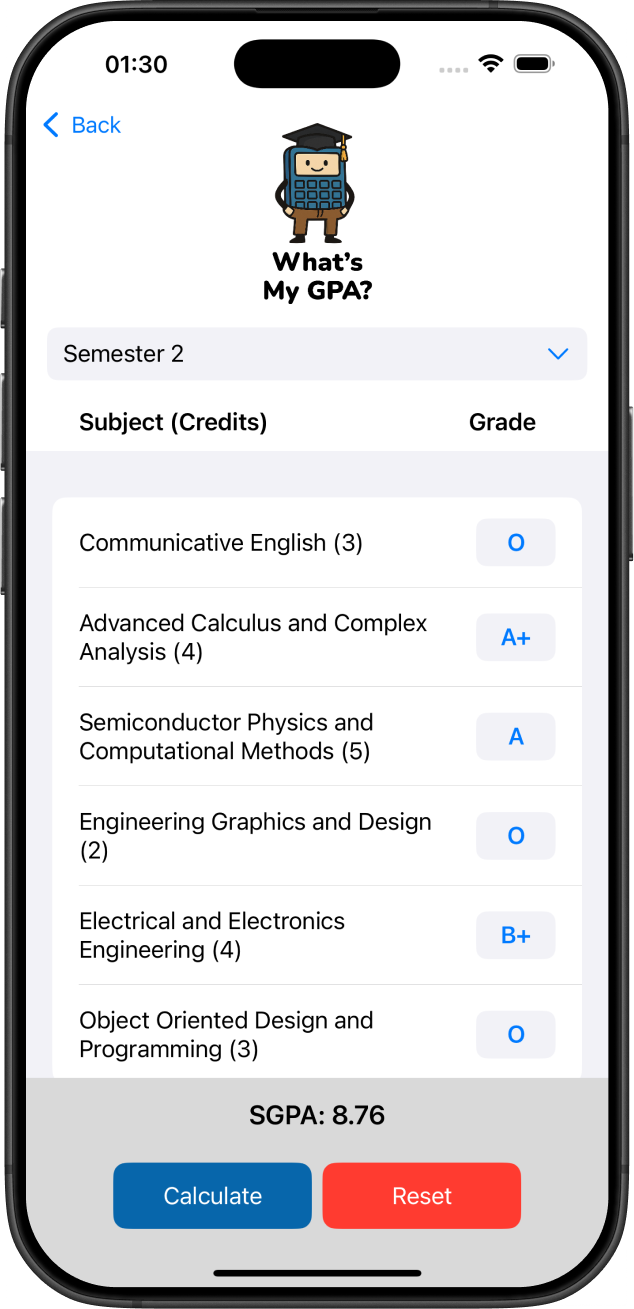 01:30
Back
What's
My GPA?
Semester 2
Subject (Credits) Grade
Communicative English (3) O
Advanced Calculus and Complex
Analysis (4) A+
Semiconductor Physics and
Computational Methods (5) A
Engineering Graphics and Design
(2) O
Electrical and Electronics
Engineering (4) B+
Object Oriented Design and
Programming (3) O
SGPA: 8.76
Calculate Reset